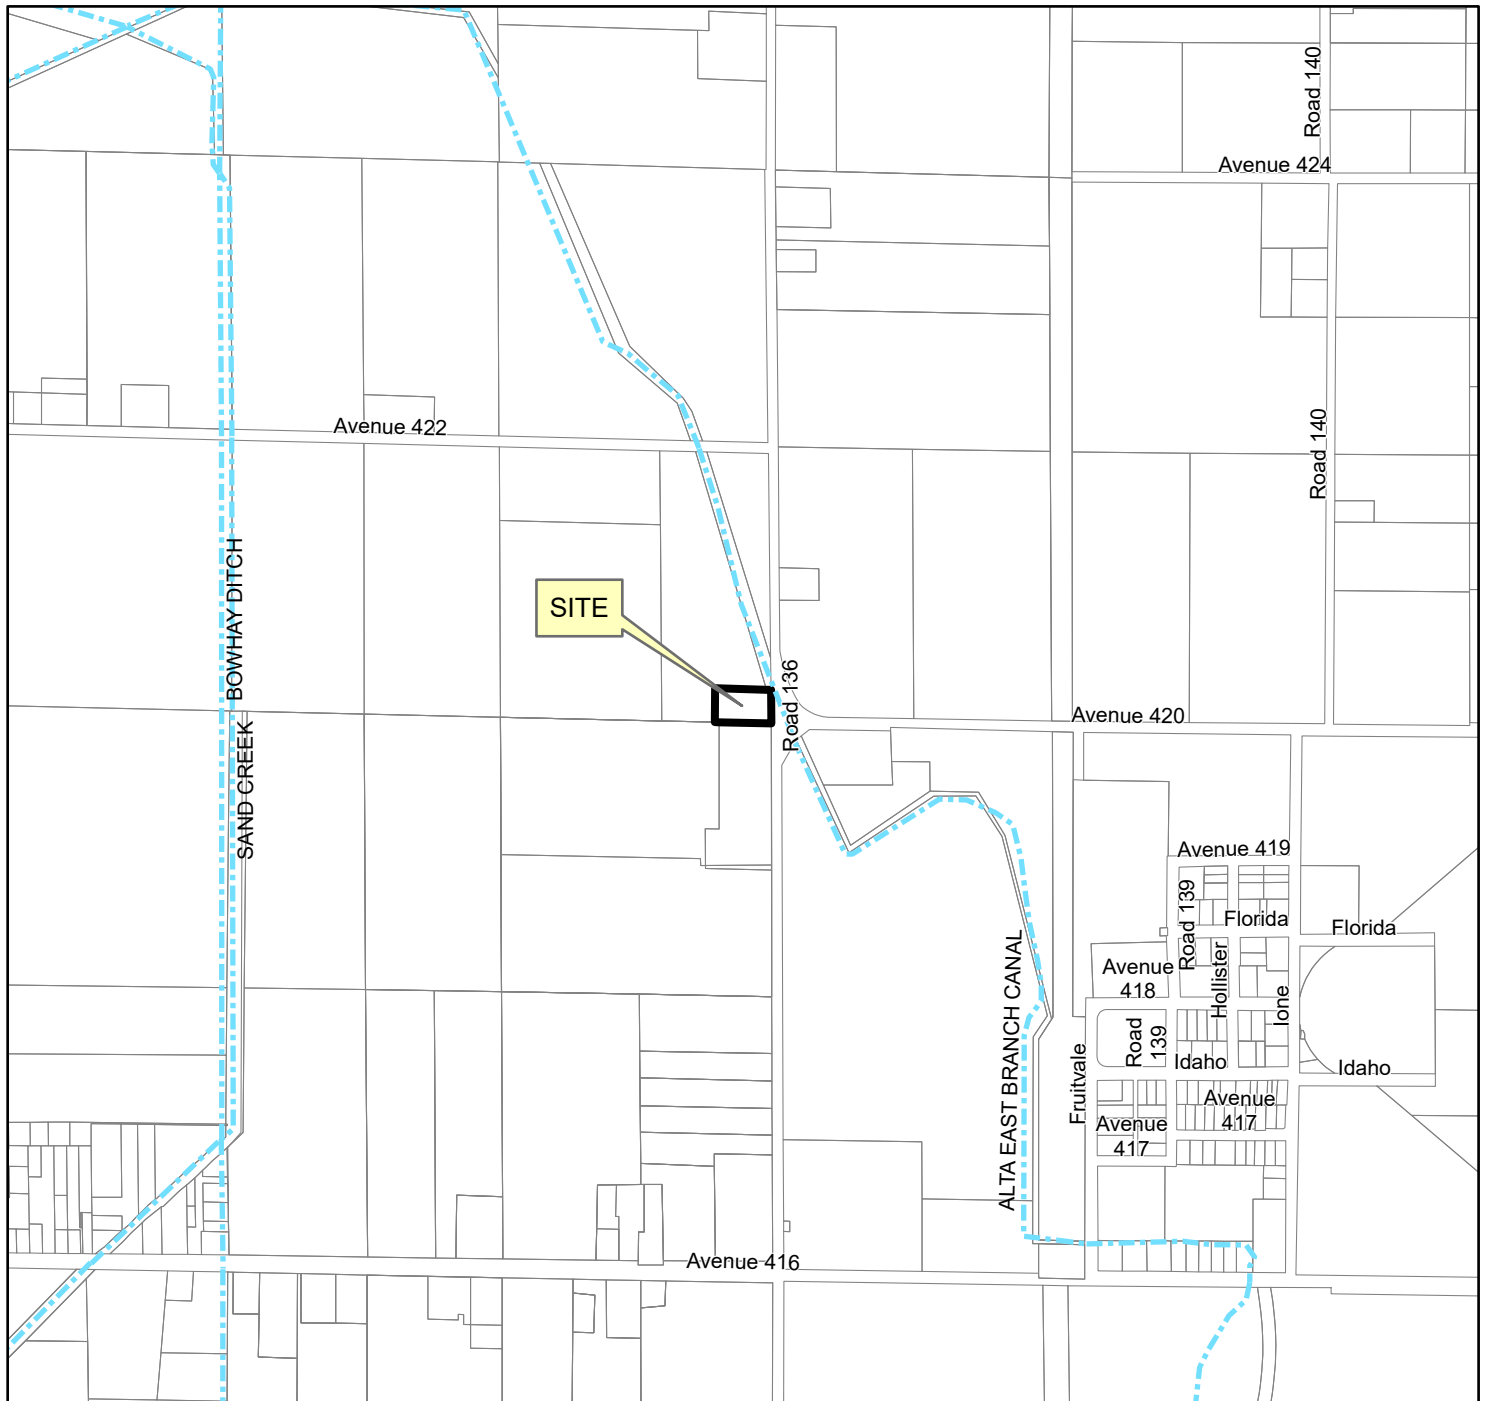 Road 140
Avenue 424
Avenue 422
Road 140
BOWHAY DITCH
SITE
Road 136
Avenue 420
SAND CREEK
Avenue 419
Road 139
Florida
Florida
Hollister
Avenue
418
Ione
ALTA EAST BRANCH CANAL
Road
139
Fruitvale
Idaho
Idaho
Avenue
417
Avenue
417
Avenue 416